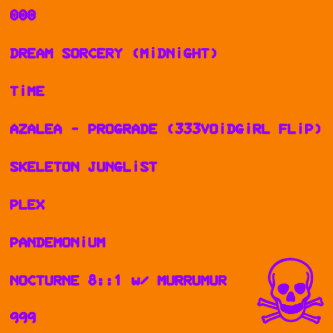 000
DREAM SORCERY (MiDNiGHT)
TiME
AZALEA - PROGRADE (333VOiDGiRL FLiP)
SKELETON JUNGLiST
PLEX
PANDEMONiUM
NOCTURNE 8::1 w/ MURRUMUR
999